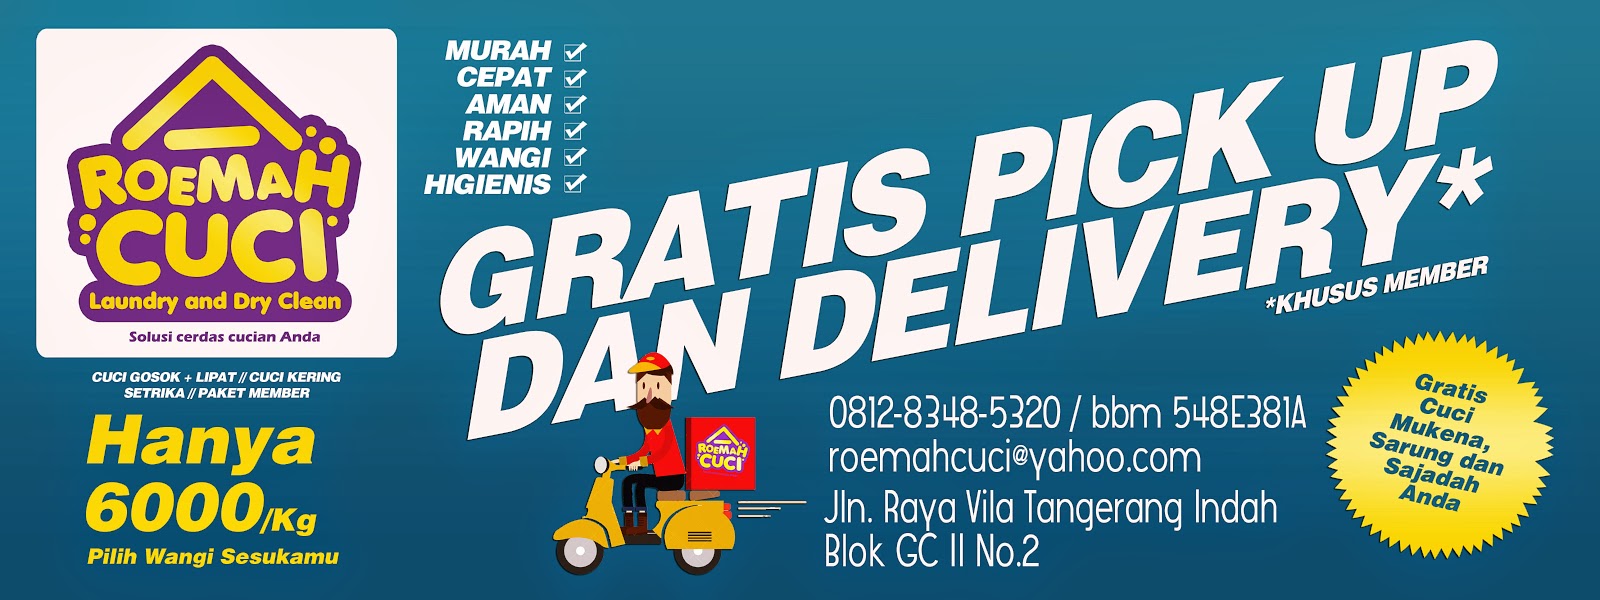 ROEMAH
CUCI
Laundry and Dry Clean
Solusi cerdas cucian Anda
CUCI GOSOK + LIPAT // CUCI KERING
SETRIKA // PAKET MEMBER
Hanya
6000/Kg
Pilih Wangi Sesukamu
MURAH
CEPAT
AMAN
RAPIH
WANGI
HIGIENIS
GRATIS PICK UP
DAN DELIVERY*
*KHUSUS MEMBER
ROEMAH
CUCI
0812-8348-5320 / bbm 548E381A
roemahcuci@yahoo.com
Jln. Raya Vila Tangerang Indah
Blok GC II No.2
Gratis
Cuci
Mukena,
Sarung dan
Sajadah
Anda